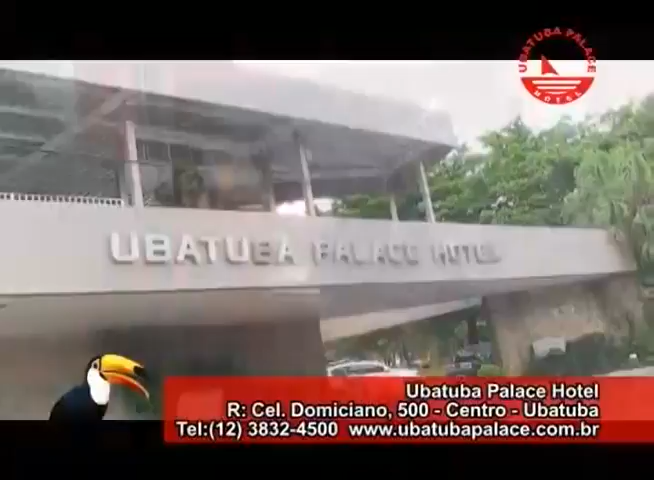 UBATUBA PALACE
HOTEL
UBATUBA PALACE HOTEL
Ubatuba Palace Hotel
R: Cel. Domiciano, 500 - Centro - Ubatuba
Tel:(12) 3832-4500 www.ubatubapalace.com.br